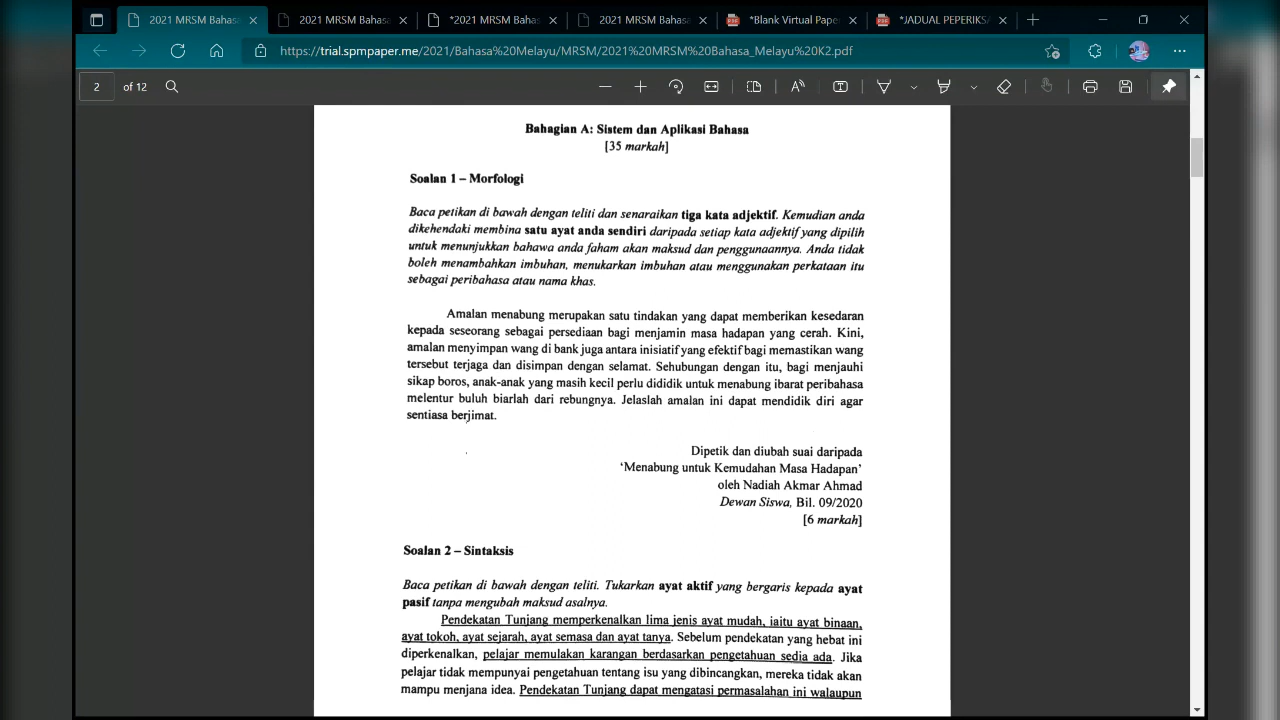 2021 MRSM Bahasa
2021 MRSM Bahasa
*2021 MRSM Bahas
2021 MRSM Bahasa
*Blank Virtual Pape
*JADUAL PEPERIKS
https://trial.spmpaper.me/2021/Bahasa%20Melayu/MRSM/2021%20MRSM%20Bahasa_Melayu%20K2.pdf
2 of 12
Bahagian A: Sistem dan Aplikasi Bahasa
[35 markah]
Soalan 1 – Morfologi
Baca petikan di bawah dengan teliti dan senaraikan tiga kata adjektif. Kemudian anda
dikehendaki membina satu ayat anda sendiri daripada setiap kata adjektif yang dipilih
untuk menunjukkan bahawa anda faham akan maksud dan penggunaannya. Anda tidak
boleh menambahkan imbuhan, menukarkan imbuhan atau menggunakan perkataan itu
sebagai peribahasa atau nama khas.
Amalan menabung merupakan satu tindakan yang dapat memberikan kesedaran
kepada seseorang sebagai persediaan bagi menjamin masa hadapan yang cerah. Kini,
amalan menyimpan wang di bank juga antara inisiatif yang efektif bagi memastikan wang
tersebut terjaga dan disimpan dengan selamat. Sehubungan dengan itu, bagi menjauhi
sikap boros, anak-anak yang masih kecil perlu dididik untuk menabung ibarat peribahasa
melentur buluh biarlah dari rebungnya. Jelaslah amalan ini dapat mendidik diri agar
sentiasa berjimat.
Dipetik dan diubah suai daripada
‘Menabung untuk Kemudahan Masa Hadapan’
oleh Nadiah Akmar Ahmad
Dewan Siswa, Bil. 09/2020
[6 markah]
Soalan 2 – Sintaksis
Baca petikan di bawah dengan teliti. Tukarkan ayat aktif yang bergaris kepada ayat
pasif tanpa mengubah maksud asalnya.
Pendekatan Tunjang memperkenalkan lima jenis ayat mudah, iaitu ayat binaan,
ayat tokoh, ayat sejarah, ayat semasa dan ayat tanya. Sebelum pendekatan yang hebat ini
diperkenalkan, pelajar memulakan karangan berdasarkan pengetahuan sedia ada. Jika
pelajar tidak mempunyai pengetahuan tentang isu yang dibincangkan, mereka tidak akan
mampu menjana idea. Pendekatan Tunjang dapat mengatasi permasalahan ini walaupun